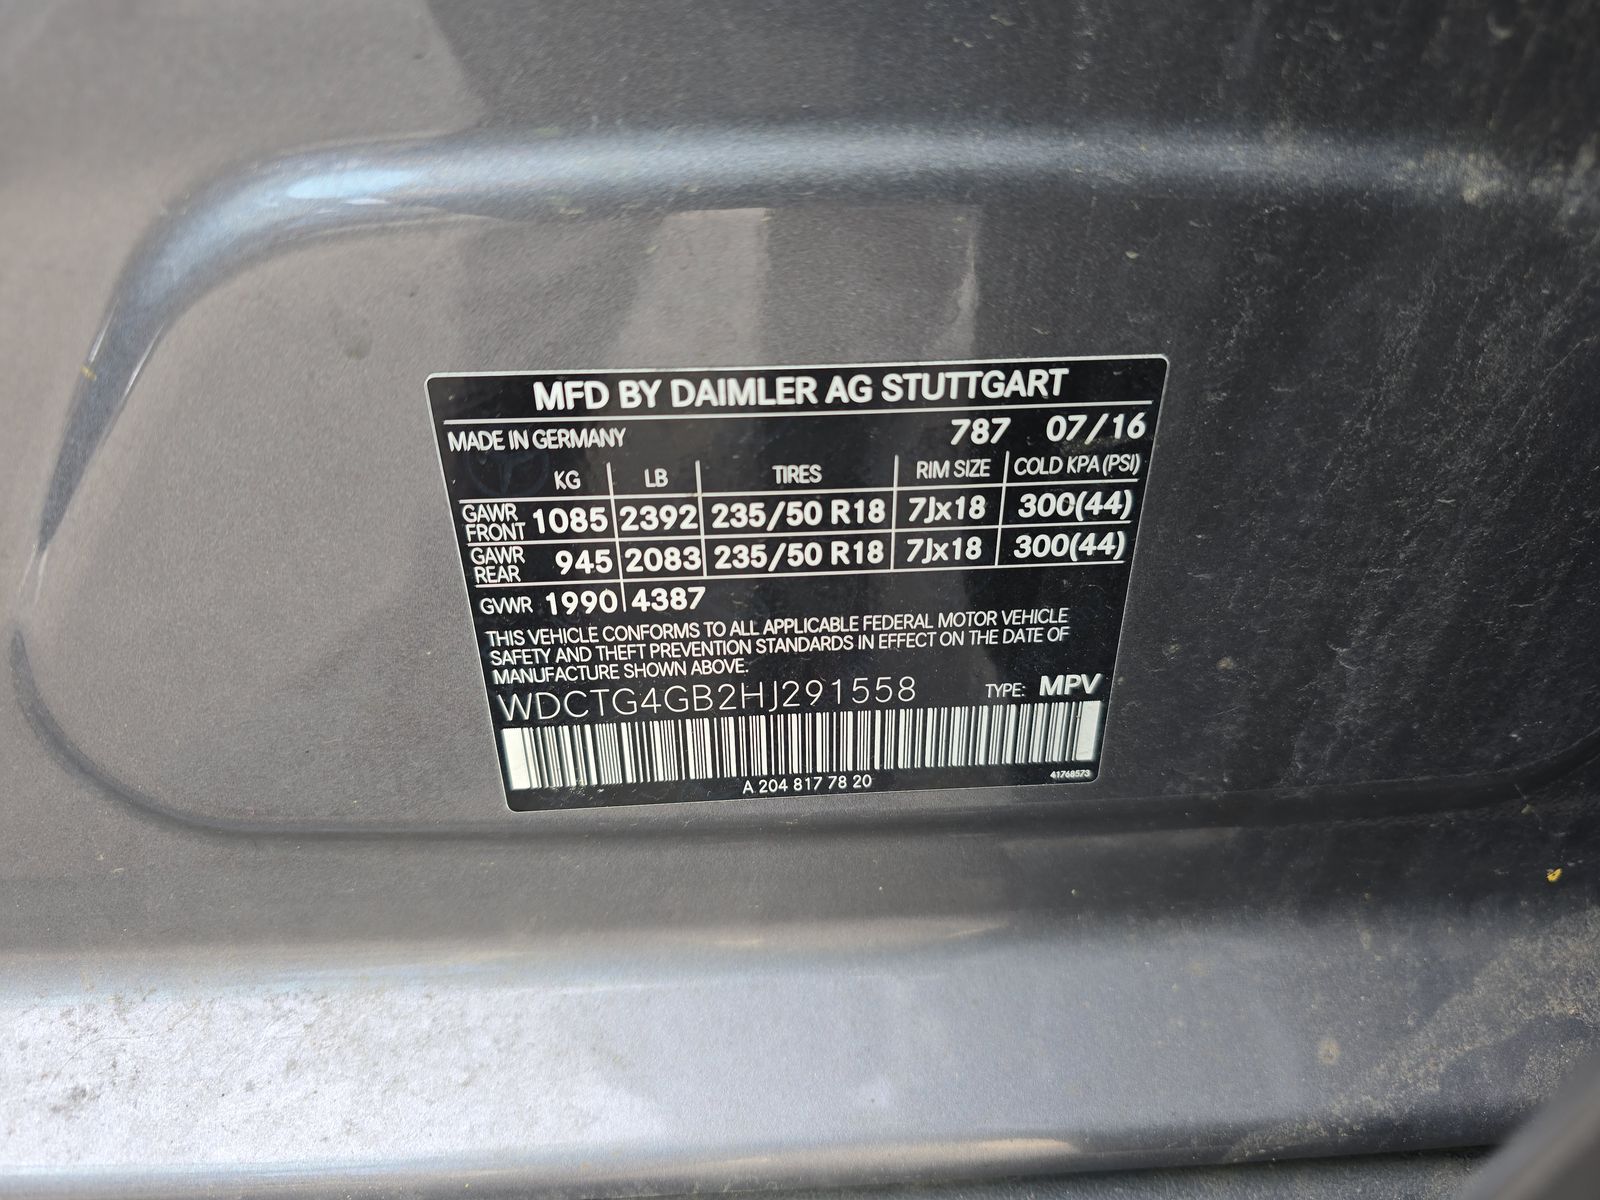 MFD BY DAIMLER AG STUTTGART
MADE IN GERMANY 787 07/16
KG LB TIRES RIM SIZE COLD KPA (PSI)
GAWR FRONT 1085 2392 235/50 R18 7Jx18 300(44)
GAWR REAR 945 2083 235/50 R18 7Jx18 300(44)
GVWR 1990 4387
THIS VEHICLE CONFORMS TO ALL APPLICABLE FEDERAL MOTOR VEHICLE
SAFETY AND THEFT PREVENTION STANDARDS IN EFFECT ON THE DATE OF
MANUFACTURE SHOWN ABOVE.
WDCTG4GB2HJ291558 TYPE: MPV
A 204 817 78 20 41768573